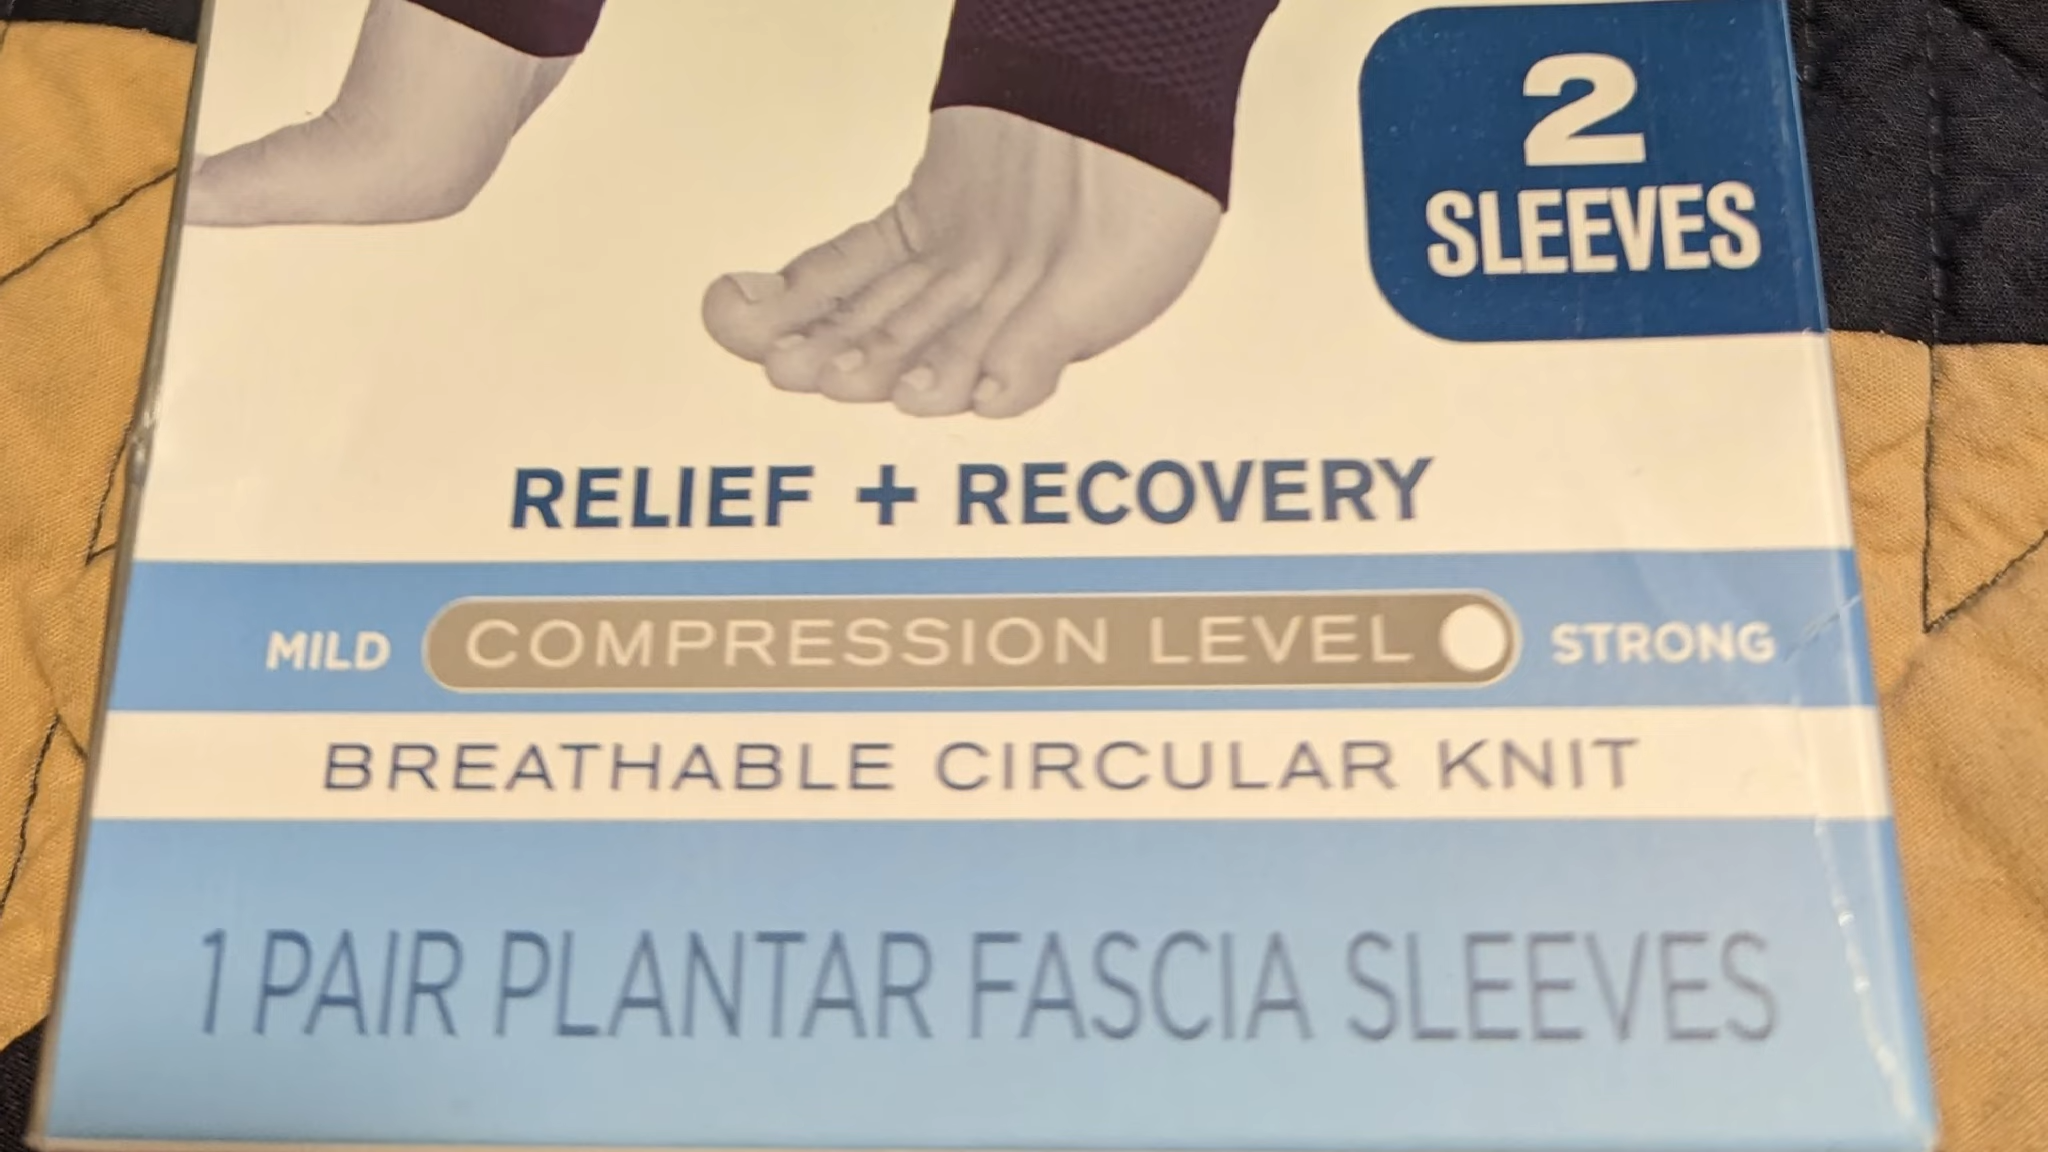 2
SLEEVES
RELIEF + RECOVERY
MILD COMPRESSION LEVEL STRONG
BREATHABLE CIRCULAR KNIT
1 PAIR PLANTAR FASCIA SLEEVES